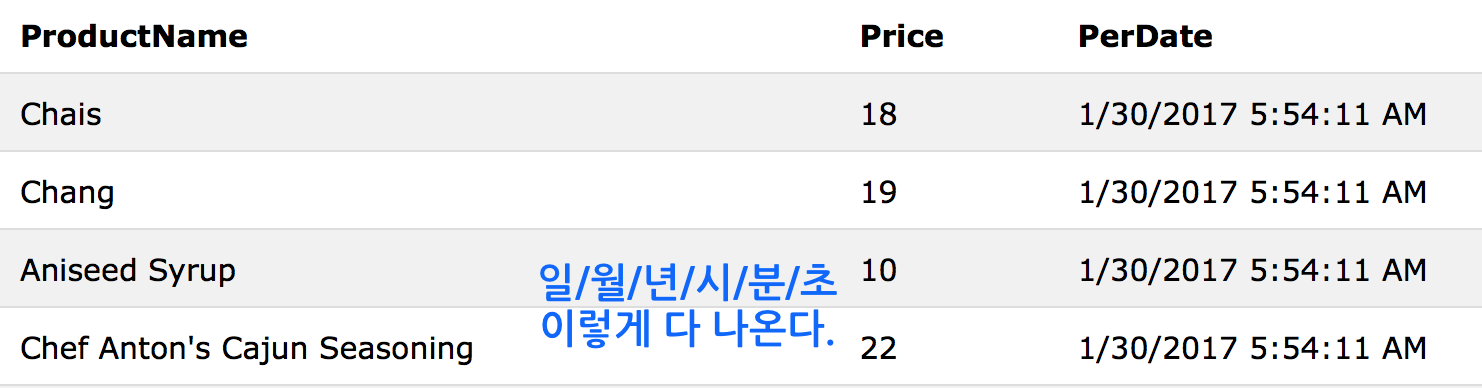 ProductName Price PerDate
Chais 18 1/30/2017 5:54:11 AM
Chang 19 1/30/2017 5:54:11 AM
Aniseed Syrup 10 1/30/2017 5:54:11 AM
일/월/년/시/분/초
이렇게 다 나온다.
Chef Anton's Cajun Seasoning 22 1/30/2017 5:54:11 AM